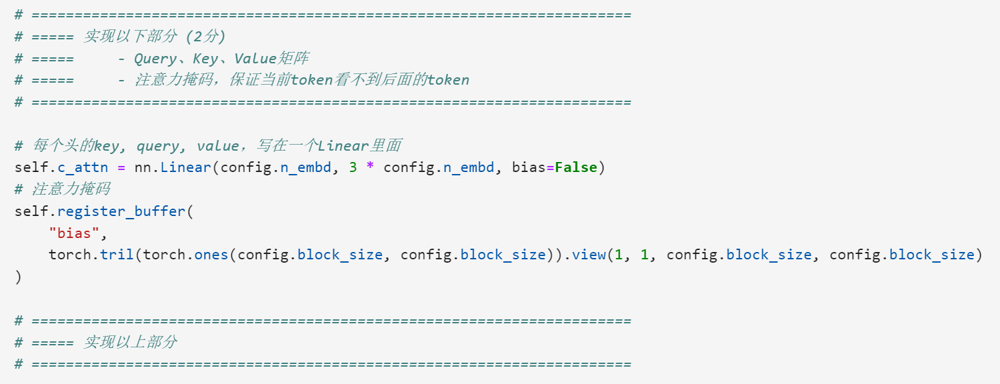 # ======================================================================
# ===== 实现以下部分 (2分)
# =====     - Query、Key、Value矩阵
# =====     - 注意力掩码，保证当前token看不到后面的token
# ======================================================================
# 每个头的key, query, value，写在一个Linear里面
self.c_attn = nn.Linear(config.n_embd, 3 * config.n_embd, bias=False)
# 注意力掩码
self.register_buffer(
    "bias",
    torch.tril(torch.ones(config.block_size, config.block_size)).view(1, 1, config.block_size, config.block_size)
)
# ======================================================================
# ===== 实现以上部分
# ======================================================================